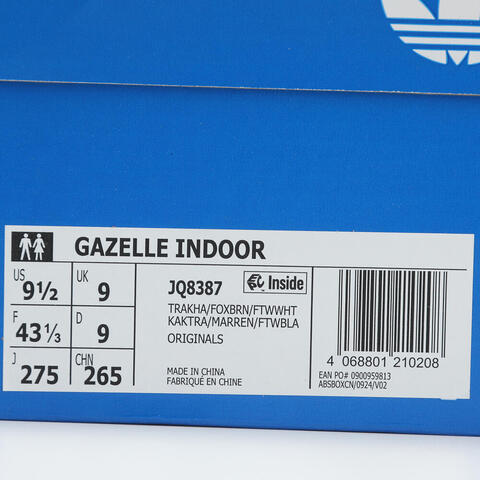 GAZELLE INDOOR
US 9½ UK 9
F 43⅓ D 9
J 275 CHN 265
JQ8387 Inside
TRAKHA/FOXBRN/FTWWHT
KAKTRA/MARREN/FTWBLA
ORIGINALS
MADE IN CHINA
FABRIQUÉ EN CHINE
4 068801 210208
EAN PO# 0900959813
ABSBOXCN/0924/V02